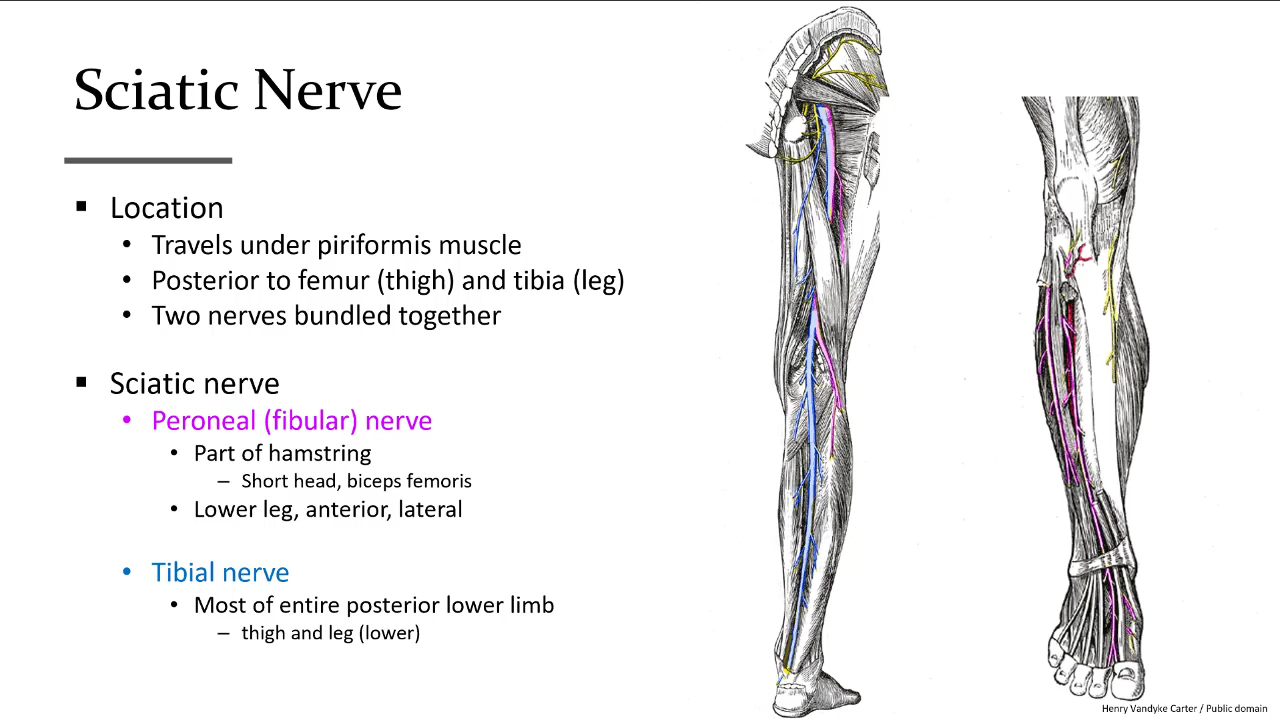 Sciatic Nerve
▪ Location
• Travels under piriformis muscle
• Posterior to femur (thigh) and tibia (leg)
• Two nerves bundled together
▪ Sciatic nerve
• Peroneal (fibular) nerve
• Part of hamstring
– Short head, biceps femoris
• Lower leg, anterior, lateral
• Tibial nerve
• Most of entire posterior lower limb
– thigh and leg (lower)
Henry Vandyke Carter / Public domain